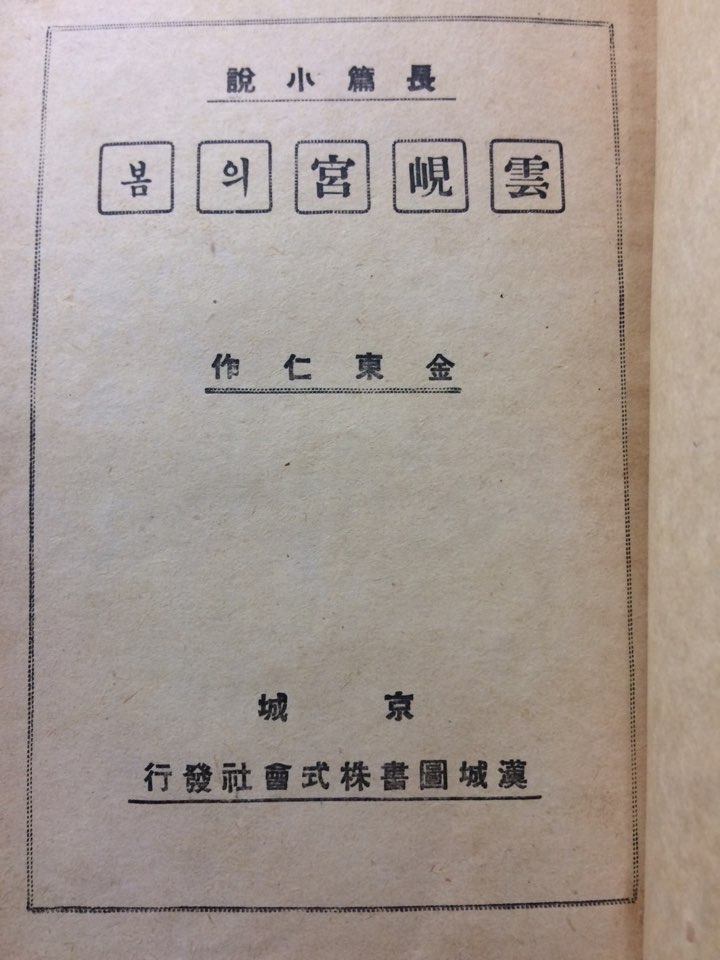 長篇小說
雲峴宮의봄
金東仁作
京城
漢城圖書株式會社發行